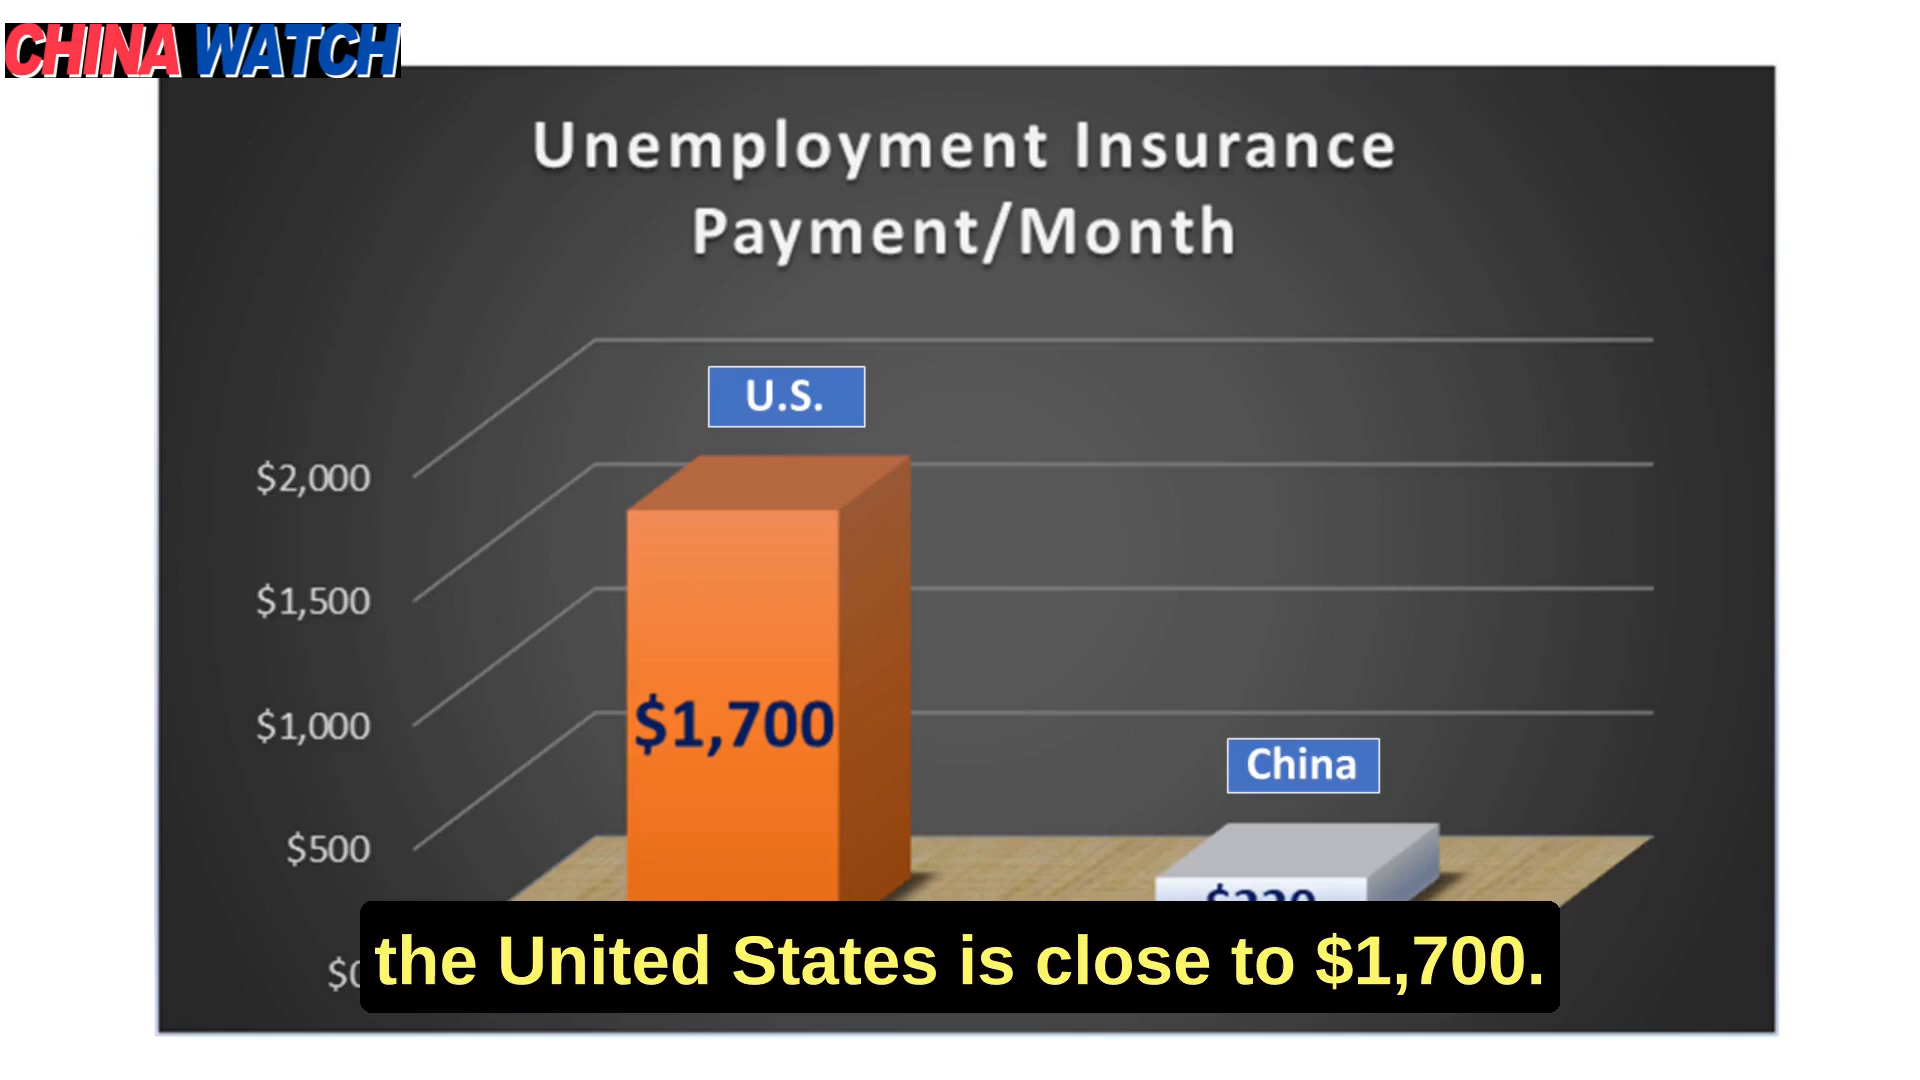 CHINA WATCH
Unemployment Insurance
Payment/Month
U.S.
$2,000
$1,500
$1,700
$1,000
China
$500
the United States is close to $1,700.